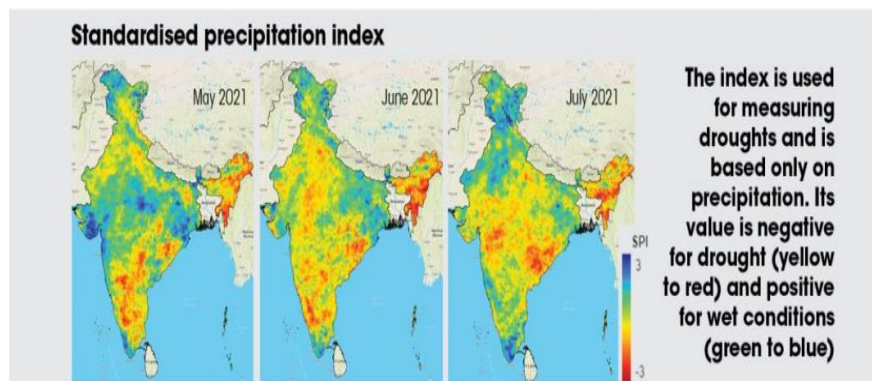 Standardised precipitation index
May 2021
June 2021
July 2021
SPI
3
-3
The index is used
for measuring
droughts and is
based only on
precipitation. Its
value is negative
for drought (yellow
to red) and positive
for wet conditions
(green to blue)